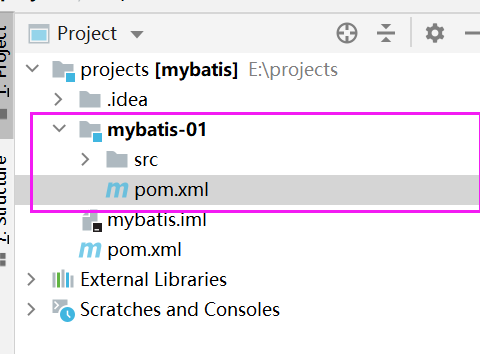 1: Project
Project
projects [mybatis] E:\projects
.idea
mybatis-01
src
m pom.xml
mybatis.iml
m pom.xml
External Libraries
Scratches and Consoles
7: Structure